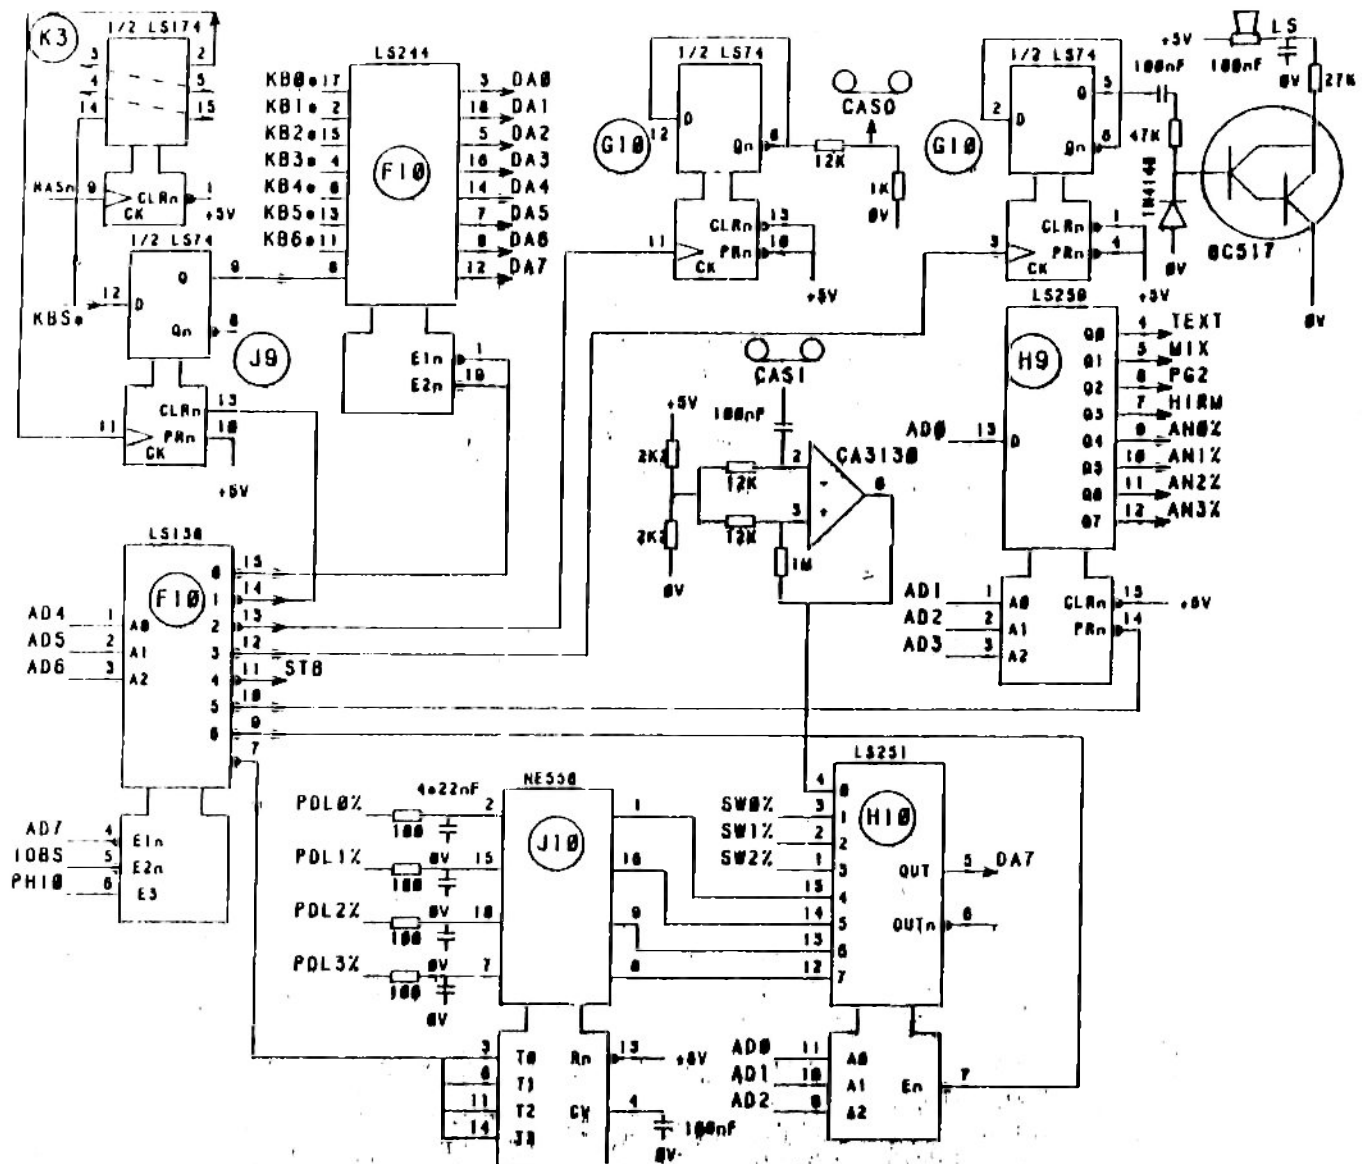 K3
1/2 LS174
3
4
14
2
5
15
RASn
9
CLRn
1
CK
+5V
1/2 LS74
KBS*
12
D
Q
9
Qn
8
J9
11
CLRn
13
PRn
10
CK
+5V
LS244
KB0*17
KB1*2
KB2*15
KB3*4
KB4*6
KB5*13
KB6*11
8
F10
3 DA0
18 DA1
5 DA2
16 DA3
14 DA4
7 DA5
9 DA6
12 DA7
E1n
1
E2n
19
1/2 LS74
G10
12
D
Qn
6
11
CLRn
13
PRn
10
CK
+5V
12K
CASO
1K
0V
1/2 LS74
G10
2
D
Q
5
Qn
6
3
CLRn
1
PRn
4
CK
+5V
100nF
47K
1N4148
0V
+5V
LS
100nF
0V
27K
BC517
0V
CASI
100nF
+5V
2K2
2K2
0V
12K
12K
2
3
-
+
CA3130
6
1M
LS259
H9
AD0
13
D
Q0 4 TEXT
Q1 5 MIX
Q2 6 PG2
Q3 7 HIRM
Q4 9 AN0%
Q5 10 AN1%
Q6 11 AN2%
Q7 12 AN3%
AD1 1 A0
AD2 2 A1
AD3 3 A2
CLRn
15
+5V
PRn
14
LS138
F10
AD4 1 A0
AD5 2 A1
AD6 3 A2
0 15
1 14
2 13
3 12
4 11 STB
5 10
6 9
7
AD7 4 E1n
IOBS 5 E2n
PHI0 6 E3
NE558
J10
4*22nF
PDL0%
100
0V
2
PDL1%
100
0V
15
PDL2%
100
0V
10
PDL3%
100
0V
7
1
16
9
8
3 T0
6 T1
11 T2
14 T3
Rn
13
+5V
CV
4
100nF
0V
LS251
H10
4 0
SW0% 3 1
SW1% 2 2
SW2% 1 3
15 4
14 5
13 6
12 7
OUT
5
DA7
OUTn
6
AD0 11 A0
AD1 10 A1
AD2 9 A2
En
7